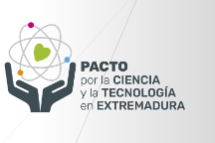 PACTO
por la CIENCIA
y la TECNOLOGÍA
en EXTREMADURA